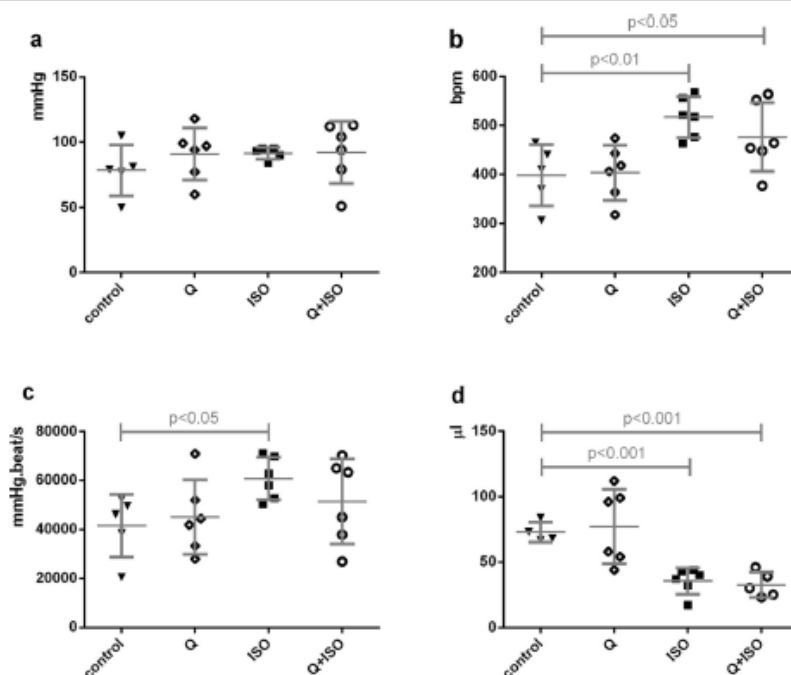 a
mmHg
150
100
50
0
control
Q
ISO
Q+ISO
b
p<0.05
p<0.01
bpm
600
500
400
300
200
control
Q
ISO
Q+ISO
c
p<0.05
mmHg.beat/s
80000
60000
40000
20000
0
control
Q
ISO
Q+ISO
d
p<0.001
p<0.001
µl
150
100
50
0
control
Q
ISO
Q+ISO